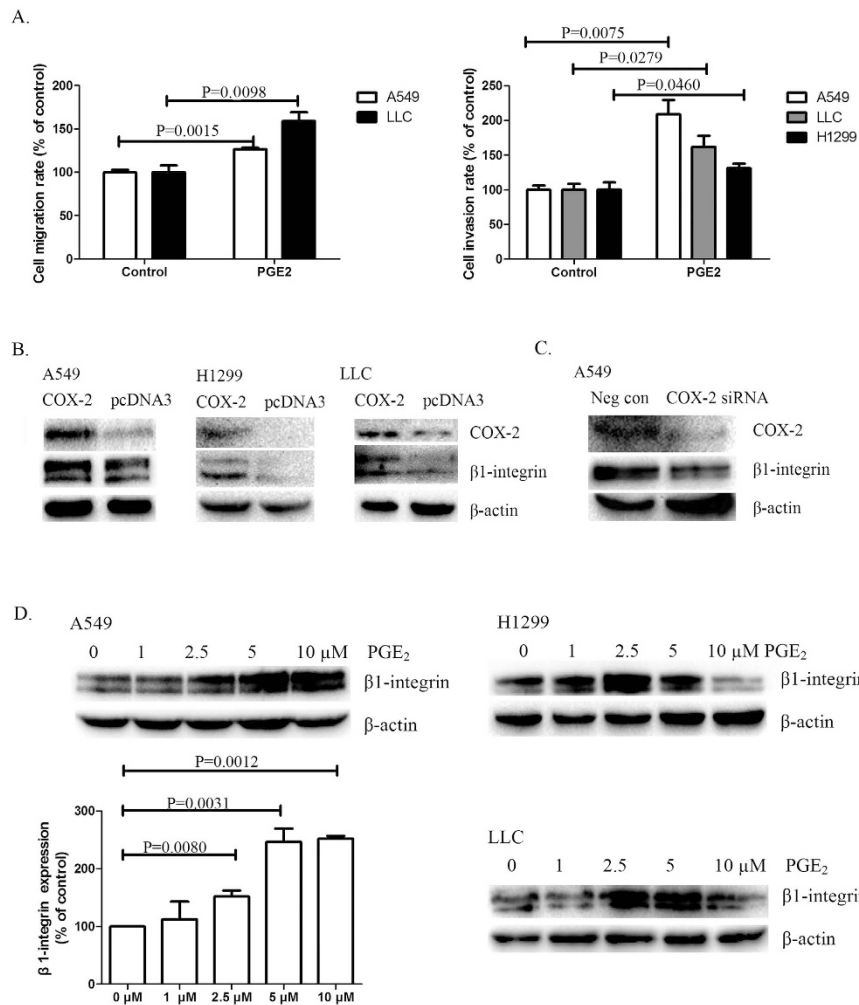 A.
P=0.0098
P=0.0015
Cell migration rate (% of control)
200
150
100
50
0
Control PGE2
A549
LLC
P=0.0075
P=0.0279
P=0.0460
Cell invasion rate (% of control)
250
200
150
100
50
0
Control PGE2
A549
LLC
H1299
B.
A549 H1299 LLC
COX-2 pcDNA3 COX-2 pcDNA3 COX-2 pcDNA3
COX-2
β1-integrin
β-actin
C.
A549
Neg con COX-2 siRNA
COX-2
β1-integrin
β-actin
D.
A549
0 1 2.5 5 10 μM PGE₂
β1-integrin
β-actin
P=0.0012
P=0.0031
P=0.0080
β 1-integrin expression
(% of control)
300
200
100
0
0 μM 1 μM 2.5 μM 5 μM 10 μM
H1299
0 1 2.5 5 10 μM PGE₂
β1-integrin
β-actin
LLC
0 1 2.5 5 10 μM PGE₂
β1-integrin
β-actin